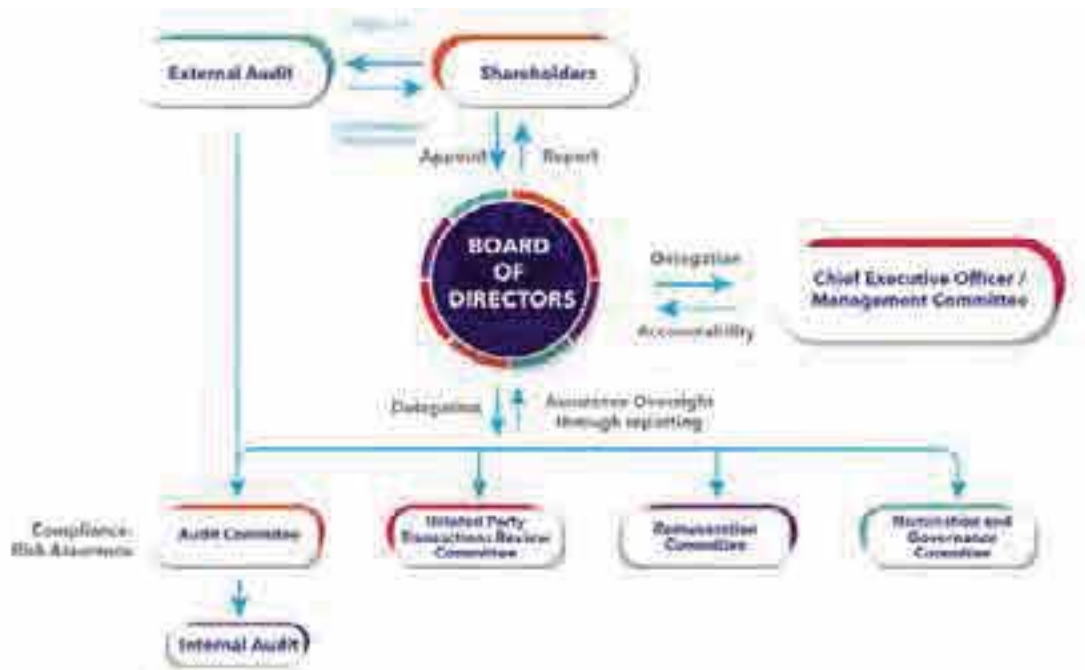 External Audit
Shareholders
Appoint
Report
BOARD
OF
DIRECTORS
Delegation
Accountability
Chief Executive Officer /
Management Committee
Delegation
Assurance Oversight
through reporting
Compliance
Risk Assurance
Audit Committee
Related Party
Transactions Review
Committee
Remuneration
Committee
Nomination and
Governance
Committee
Internal Audit